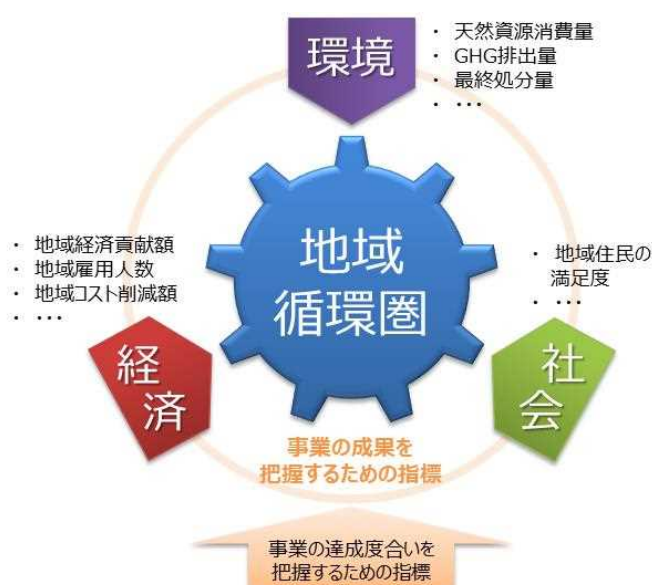 環境
・ 天然資源消費量
・ GHG排出量
・ 最終処分量
・ ･･･
地域
循環圏
・ 地域経済貢献額
・ 地域雇用人数
・ 地域コスト削減額
・ ･･･
・ 地域住民の
満足度
・ ･･･
経
済
社
会
事業の成果を
把握するための指標
事業の達成度合いを
把握するための指標